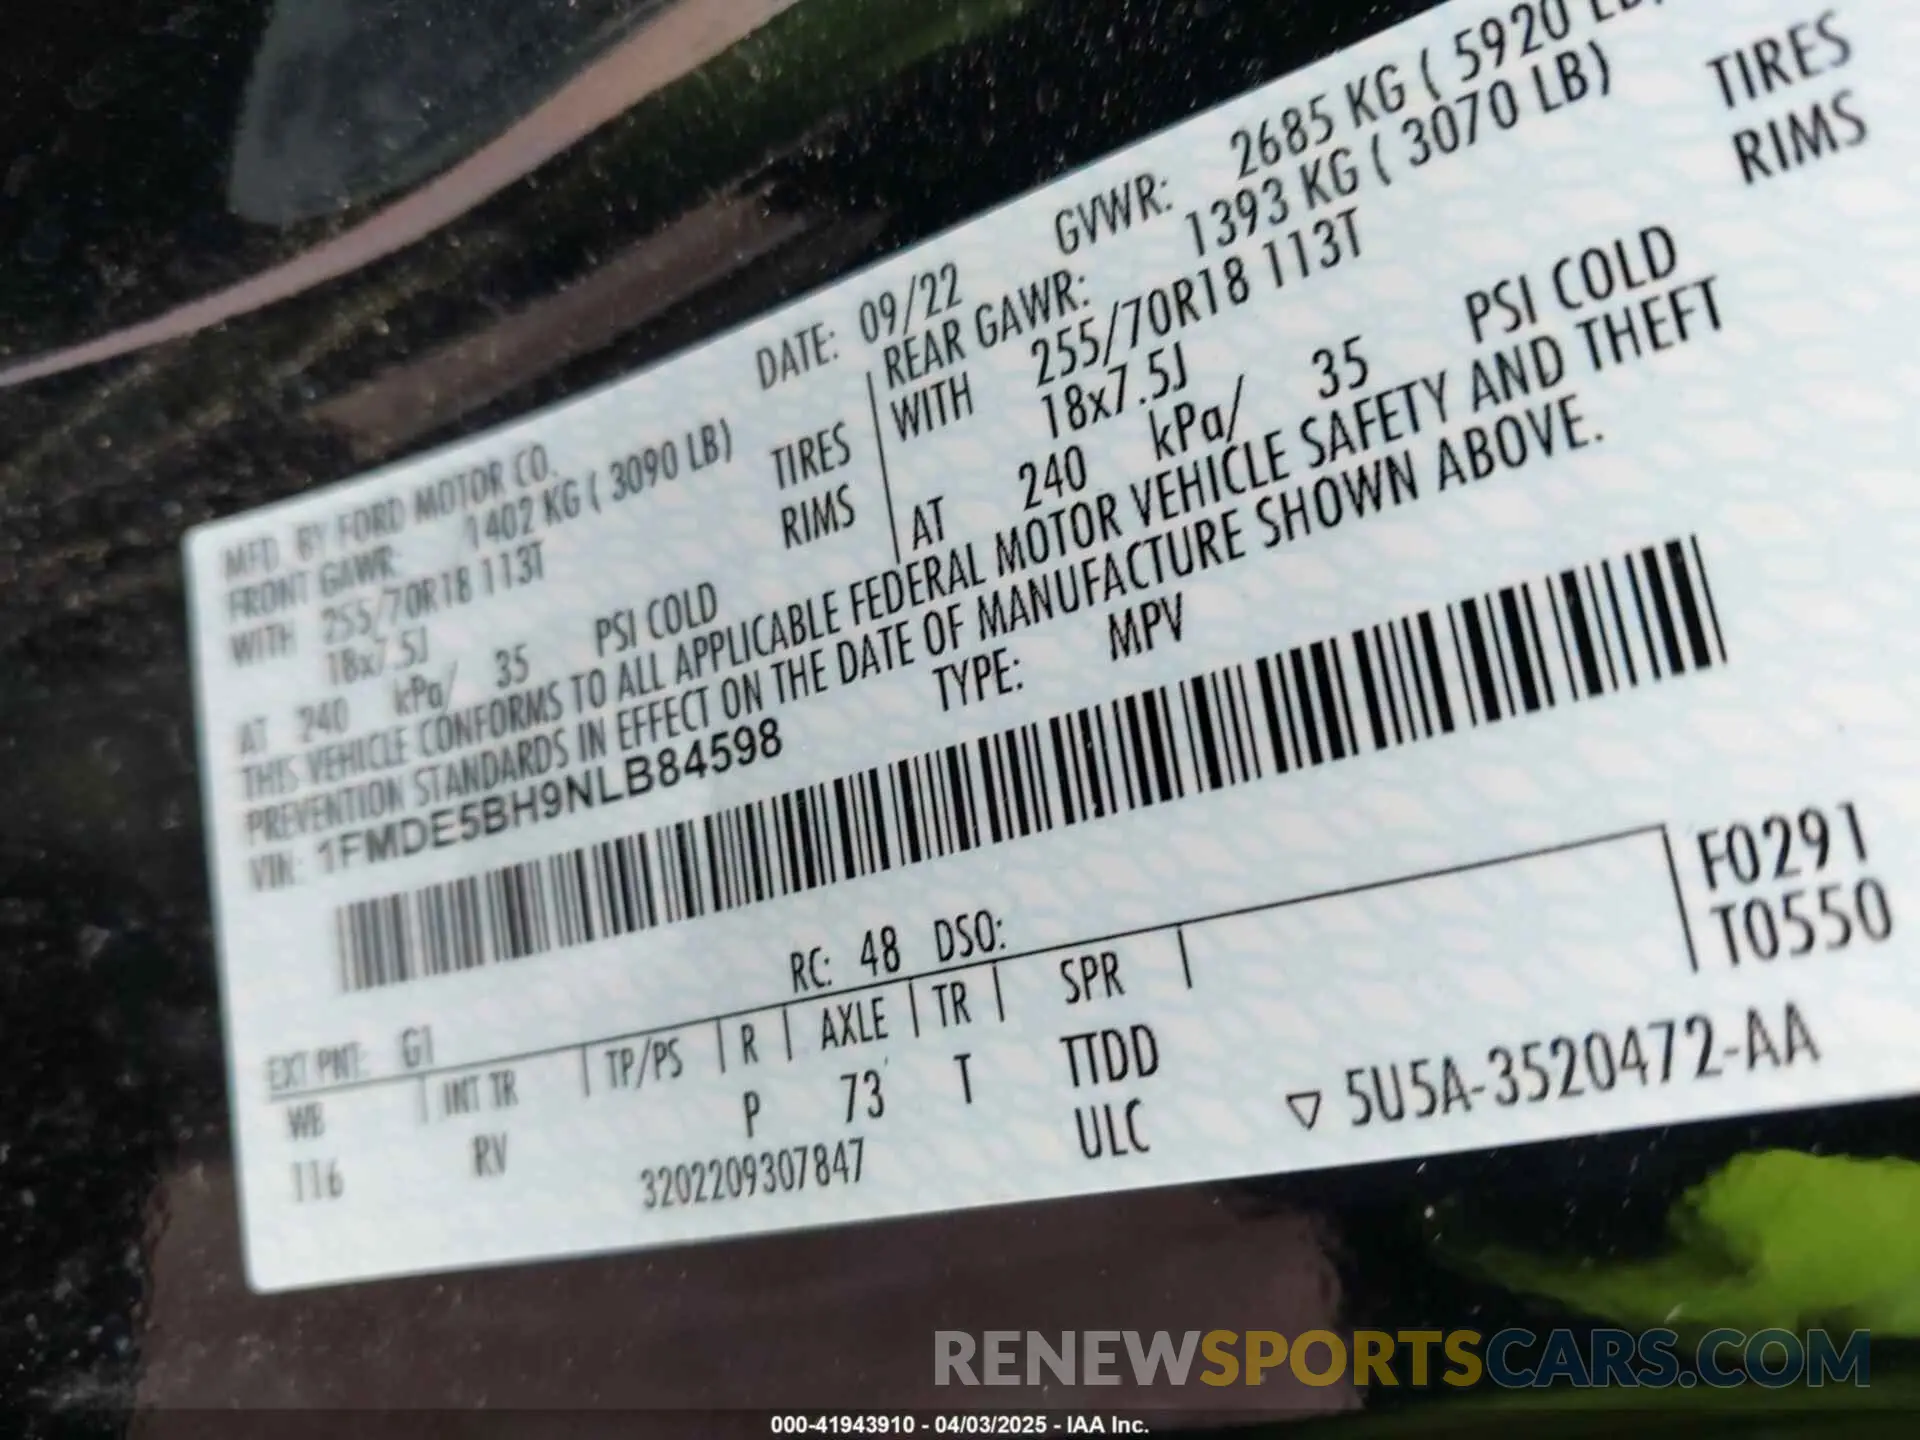 MFD. BY FORD MOTOR CO. DATE: 09/22 GVWR: 2685 KG ( 5920 LB)
FRONT GAWR: 1402 KG ( 3090 LB) REAR GAWR: 1393 KG ( 3070 LB)
WITH 255/70R18 113T TIRES WITH 255/70R18 113T TIRES
18x7.5J RIMS 18x7.5J RIMS
AT 240 kPa/ 35 PSI COLD AT 240 kPa/ 35 PSI COLD
THIS VEHICLE CONFORMS TO ALL APPLICABLE FEDERAL MOTOR VEHICLE SAFETY AND THEFT
PREVENTION STANDARDS IN EFFECT ON THE DATE OF MANUFACTURE SHOWN ABOVE.
VIN: 1FMDE5BH9NLB84598 TYPE: MPV
EXT PNT: G1 RC: 48 DSO: F0291
WB INT TR TP/PS R AXLE TR SPR T0550
116 RV P 73 T TTDD
3202209307847 ULC ▽ 5U5A-3520472-AA
RENEWSPORTSCARS.COM
000-41943910 - 04/03/2025 - IAA Inc.